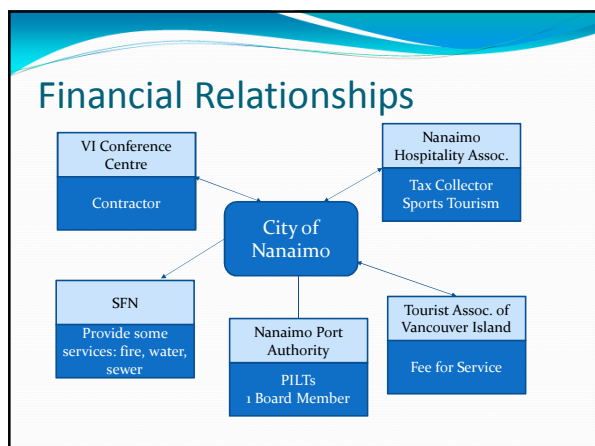 Financial Relationships
VI Conference
Centre
Contractor
Nanaimo
Hospitality Assoc.
Tax Collector
Sports Tourism
City of
Nanaimo
SFN
Provide some
services: fire, water,
sewer
Nanaimo Port
Authority
PILTs
1 Board Member
Tourist Assoc. of
Vancouver Island
Fee for Service